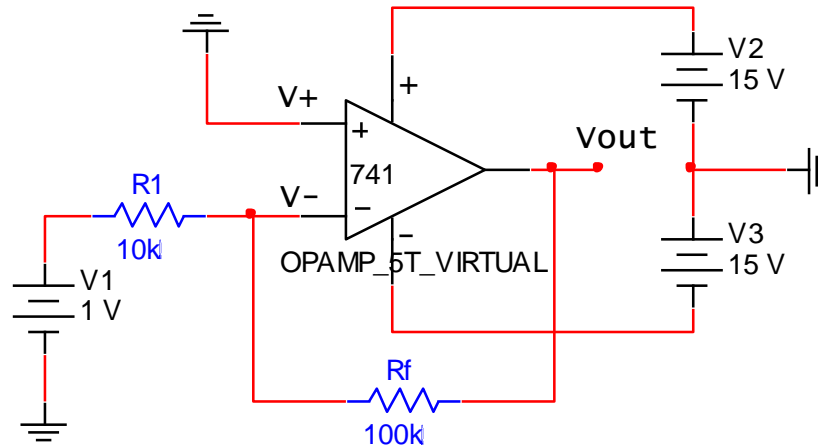 V2
15 V
V+
+
+
Vout
741
R1
V-
-
-
V3
15 V
10k
OPAMP_5T_VIRTUAL
V1
1 V
Rf
100k